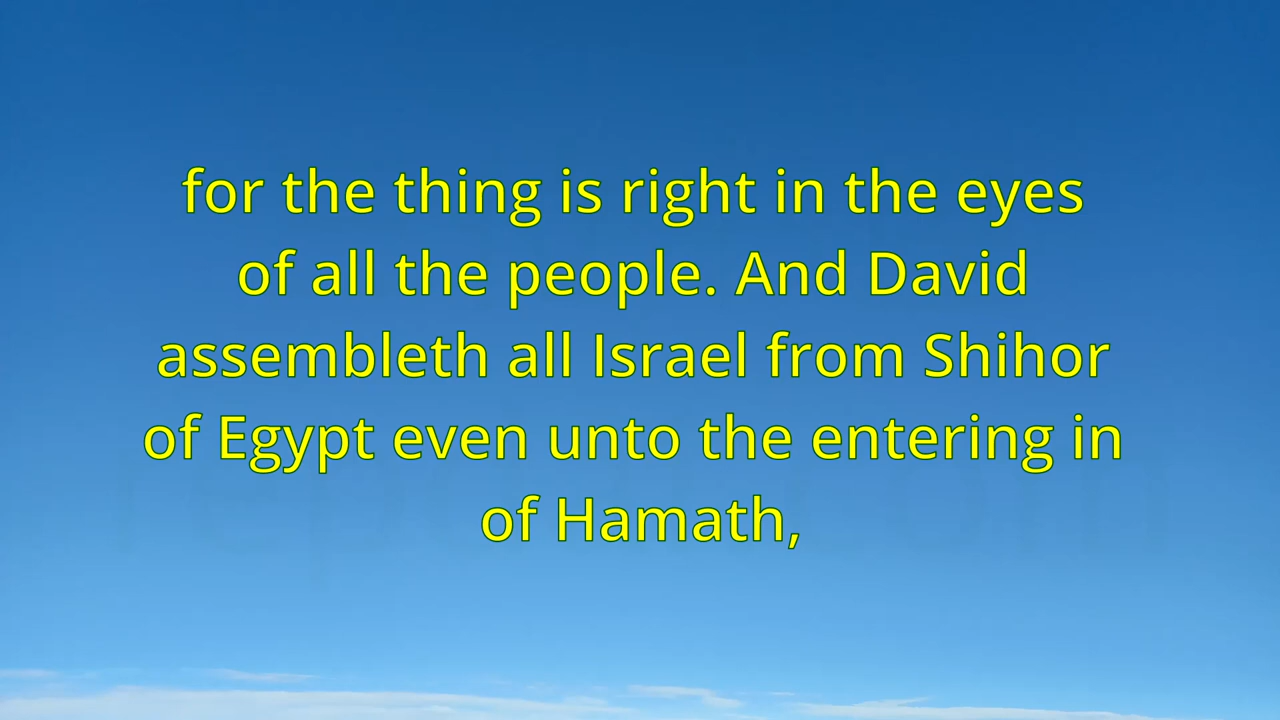 for the thing is right in the eyes
of all the people. And David
assembleth all Israel from Shihor
of Egypt even unto the entering in
of Hamath,